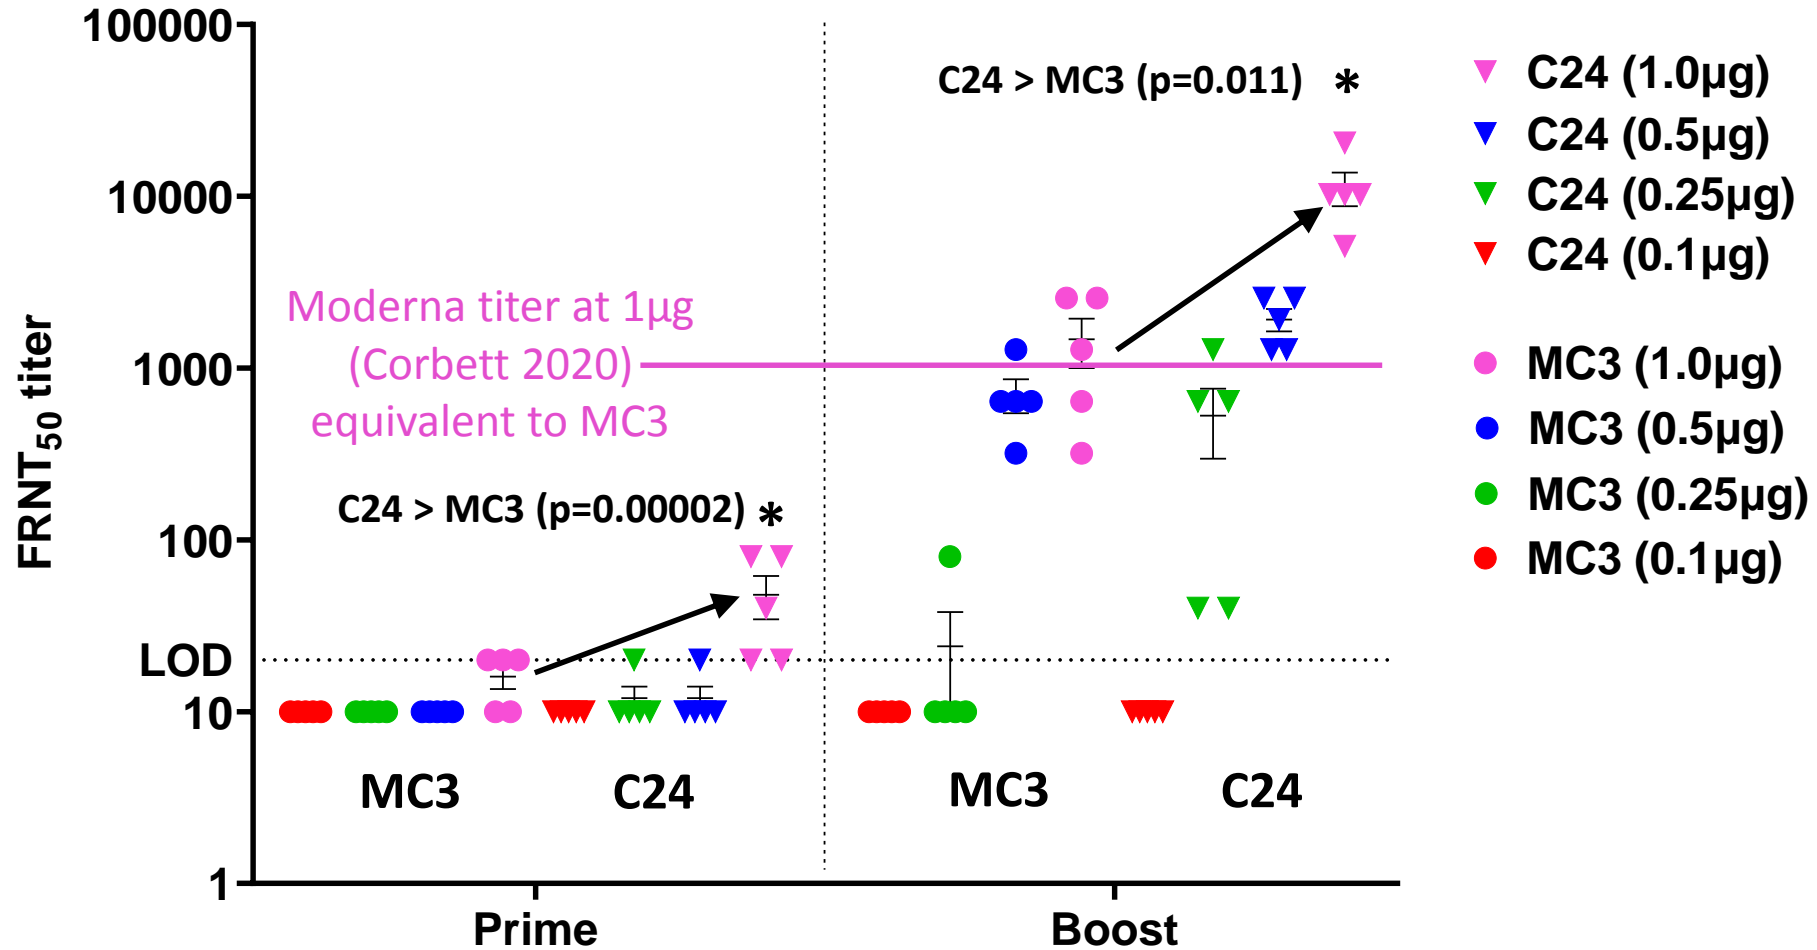 FRNT50 titer
100000
10000
1000
100
LOD
10
1
C24 > MC3 (p=0.011) *
Moderna titer at 1µg
(Corbett 2020)
equivalent to MC3
C24 > MC3 (p=0.00002) *
MC3
C24
MC3
C24
Prime
Boost
C24 (1.0µg)
C24 (0.5µg)
C24 (0.25µg)
C24 (0.1µg)
MC3 (1.0µg)
MC3 (0.5µg)
MC3 (0.25µg)
MC3 (0.1µg)